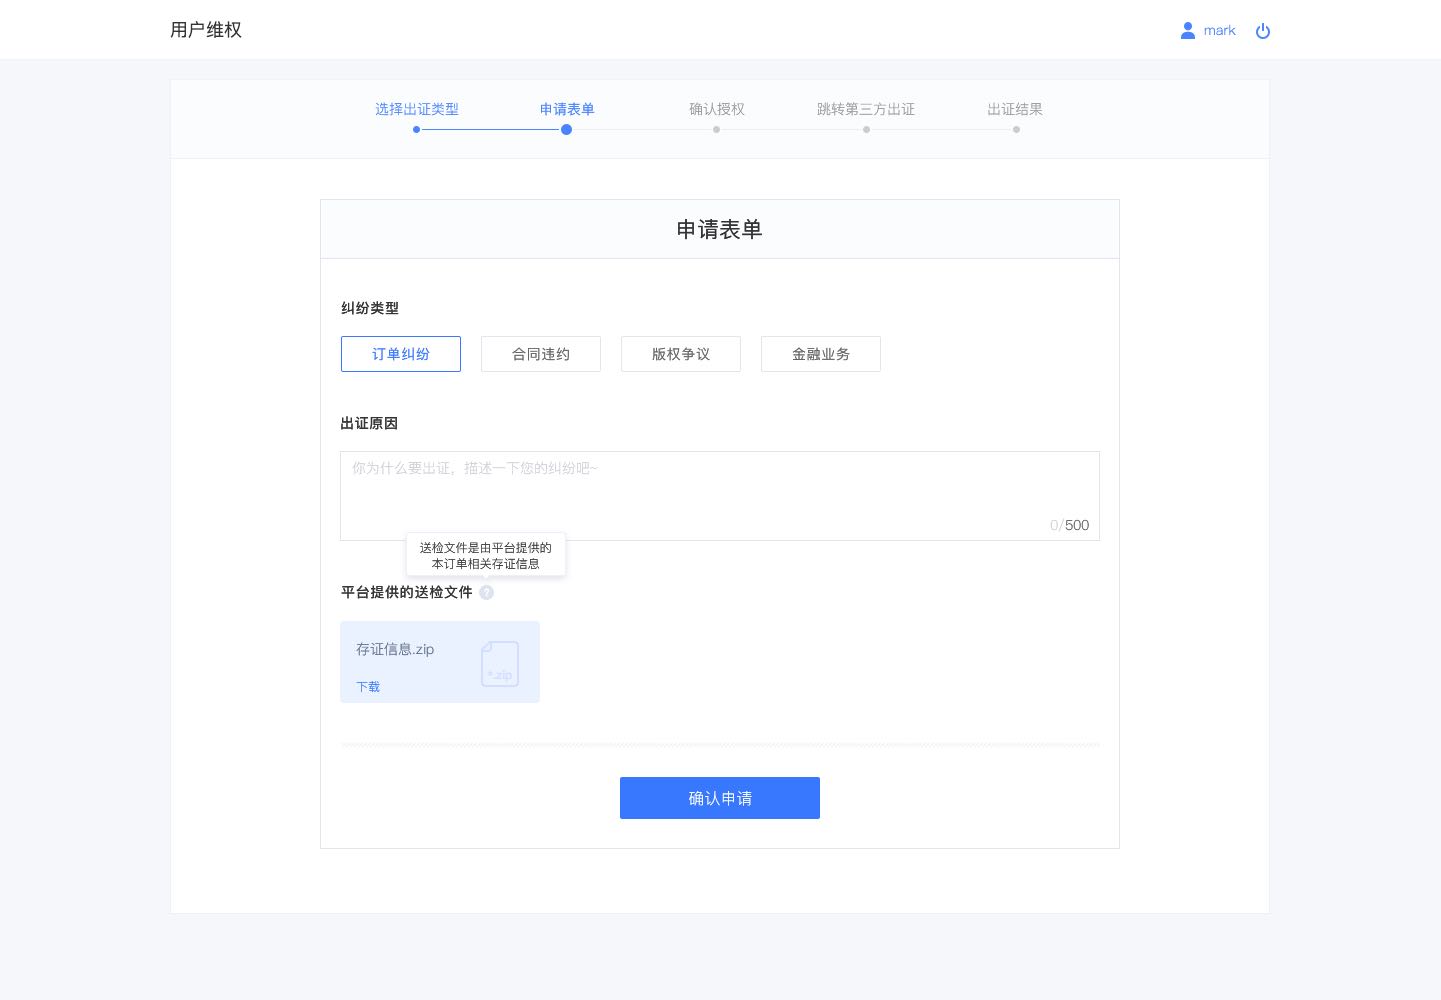 用户维权
mark
选择出证类型
申请表单
确认授权
跳转第三方出证
出证结果
申请表单
纠纷类型
订单纠纷
合同违约
版权争议
金融业务
出证原因
你为什么要出证，描述一下您的纠纷吧~
0/500
送检文件是由平台提供的
本订单相关存证信息
平台提供的送检文件 ?
存证信息.zip
*.zip
下载
确认申请